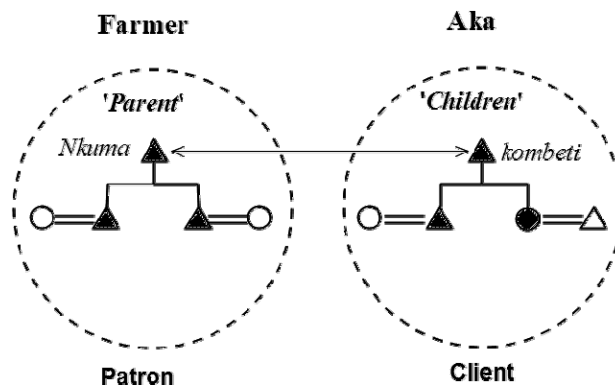 Farmer
Aka
'Parent'
'Children'
Nkuma
kombeti
Patron
Client